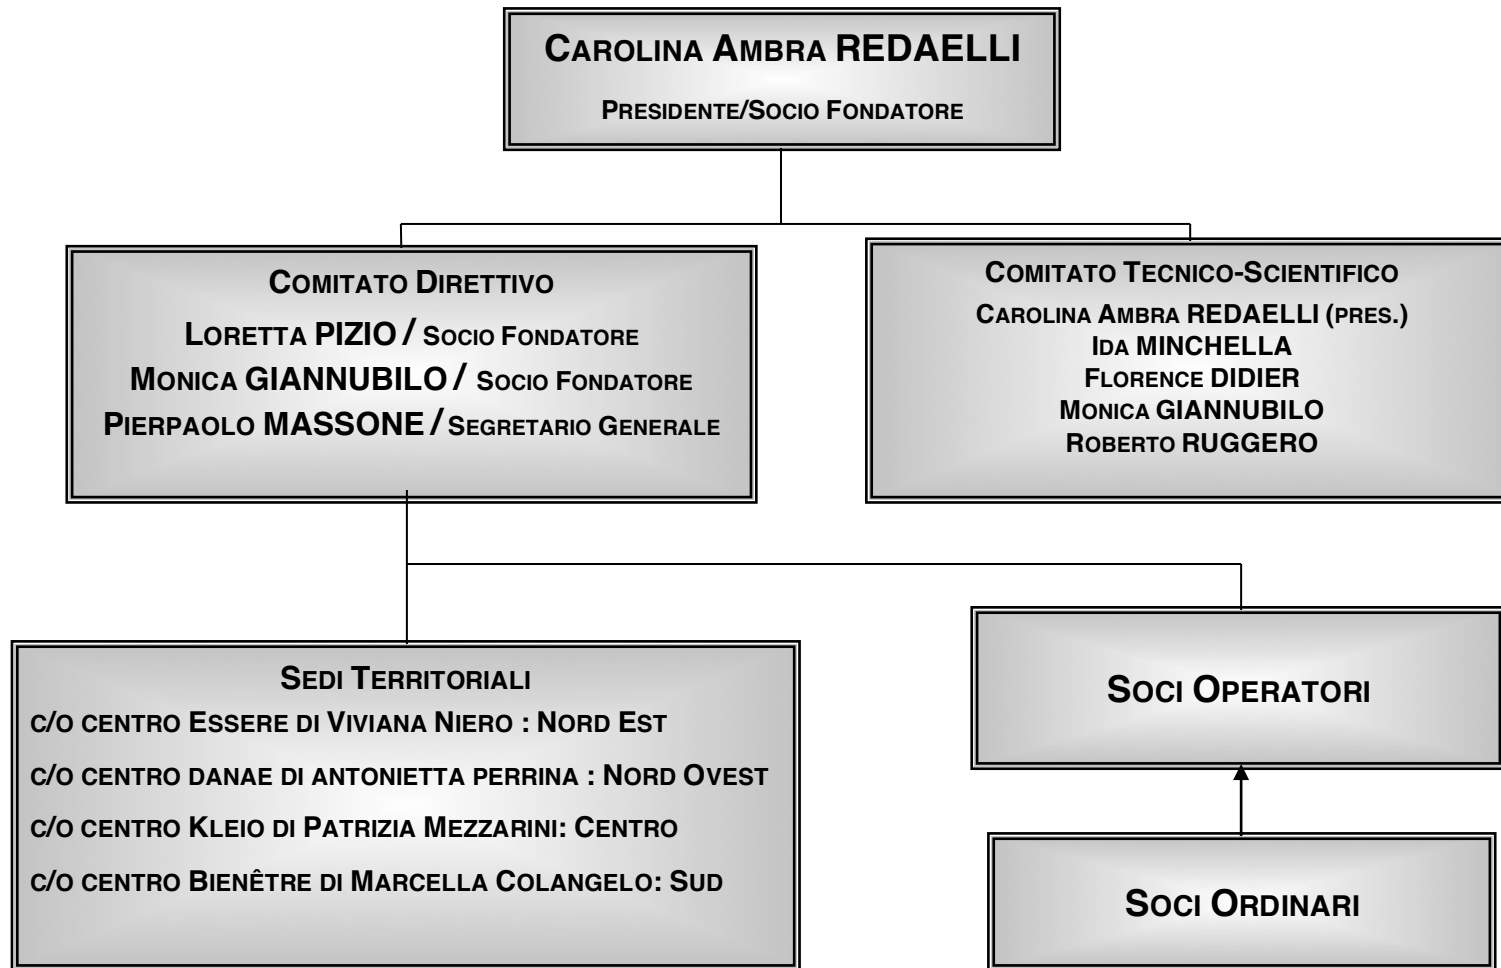 CAROLINA AMBRA REDAELLI
PRESIDENTE/SOCIO FONDATORE
COMITATO DIRETTIVO
LORETTA PIZIO / SOCIO FONDATORE
MONICA GIANNUBILO / SOCIO FONDATORE
PIERPAOLO MASSONE / SEGRETARIO GENERALE
COMITATO TECNICO-SCIENTIFICO
CAROLINA AMBRA REDAELLI (PRES.)
IDA MINCHELLA
FLORENCE DIDIER
MONICA GIANNUBILO
ROBERTO RUGGERO
SEDI TERRITORIALI
C/O CENTRO ESSERE DI VIVIANA NIERO : NORD EST
C/O CENTRO DANAE DI ANTONIETTA PERRINA : NORD OVEST
C/O CENTRO KLEIO DI PATRIZIA MEZZARINI: CENTRO
C/O CENTRO BIENÊTRE DI MARCELLA COLANGELO: SUD
SOCI OPERATORI
SOCI ORDINARI